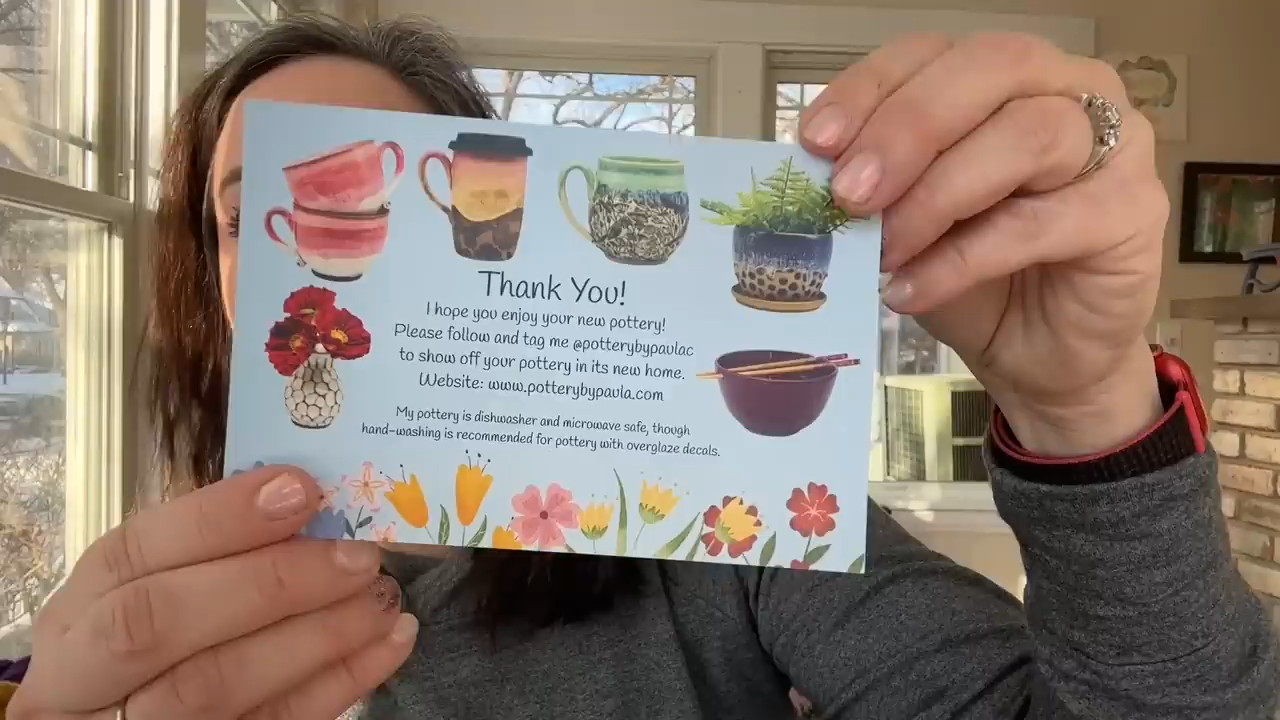 Thank You!
I hope you enjoy your new pottery!
Please follow and tag me @potterybypaulac
to show off your pottery in its new home.
Website: www.potterybypaula.com
My pottery is dishwasher and microwave safe, though
hand-washing is recommended for pottery with overglaze decals.